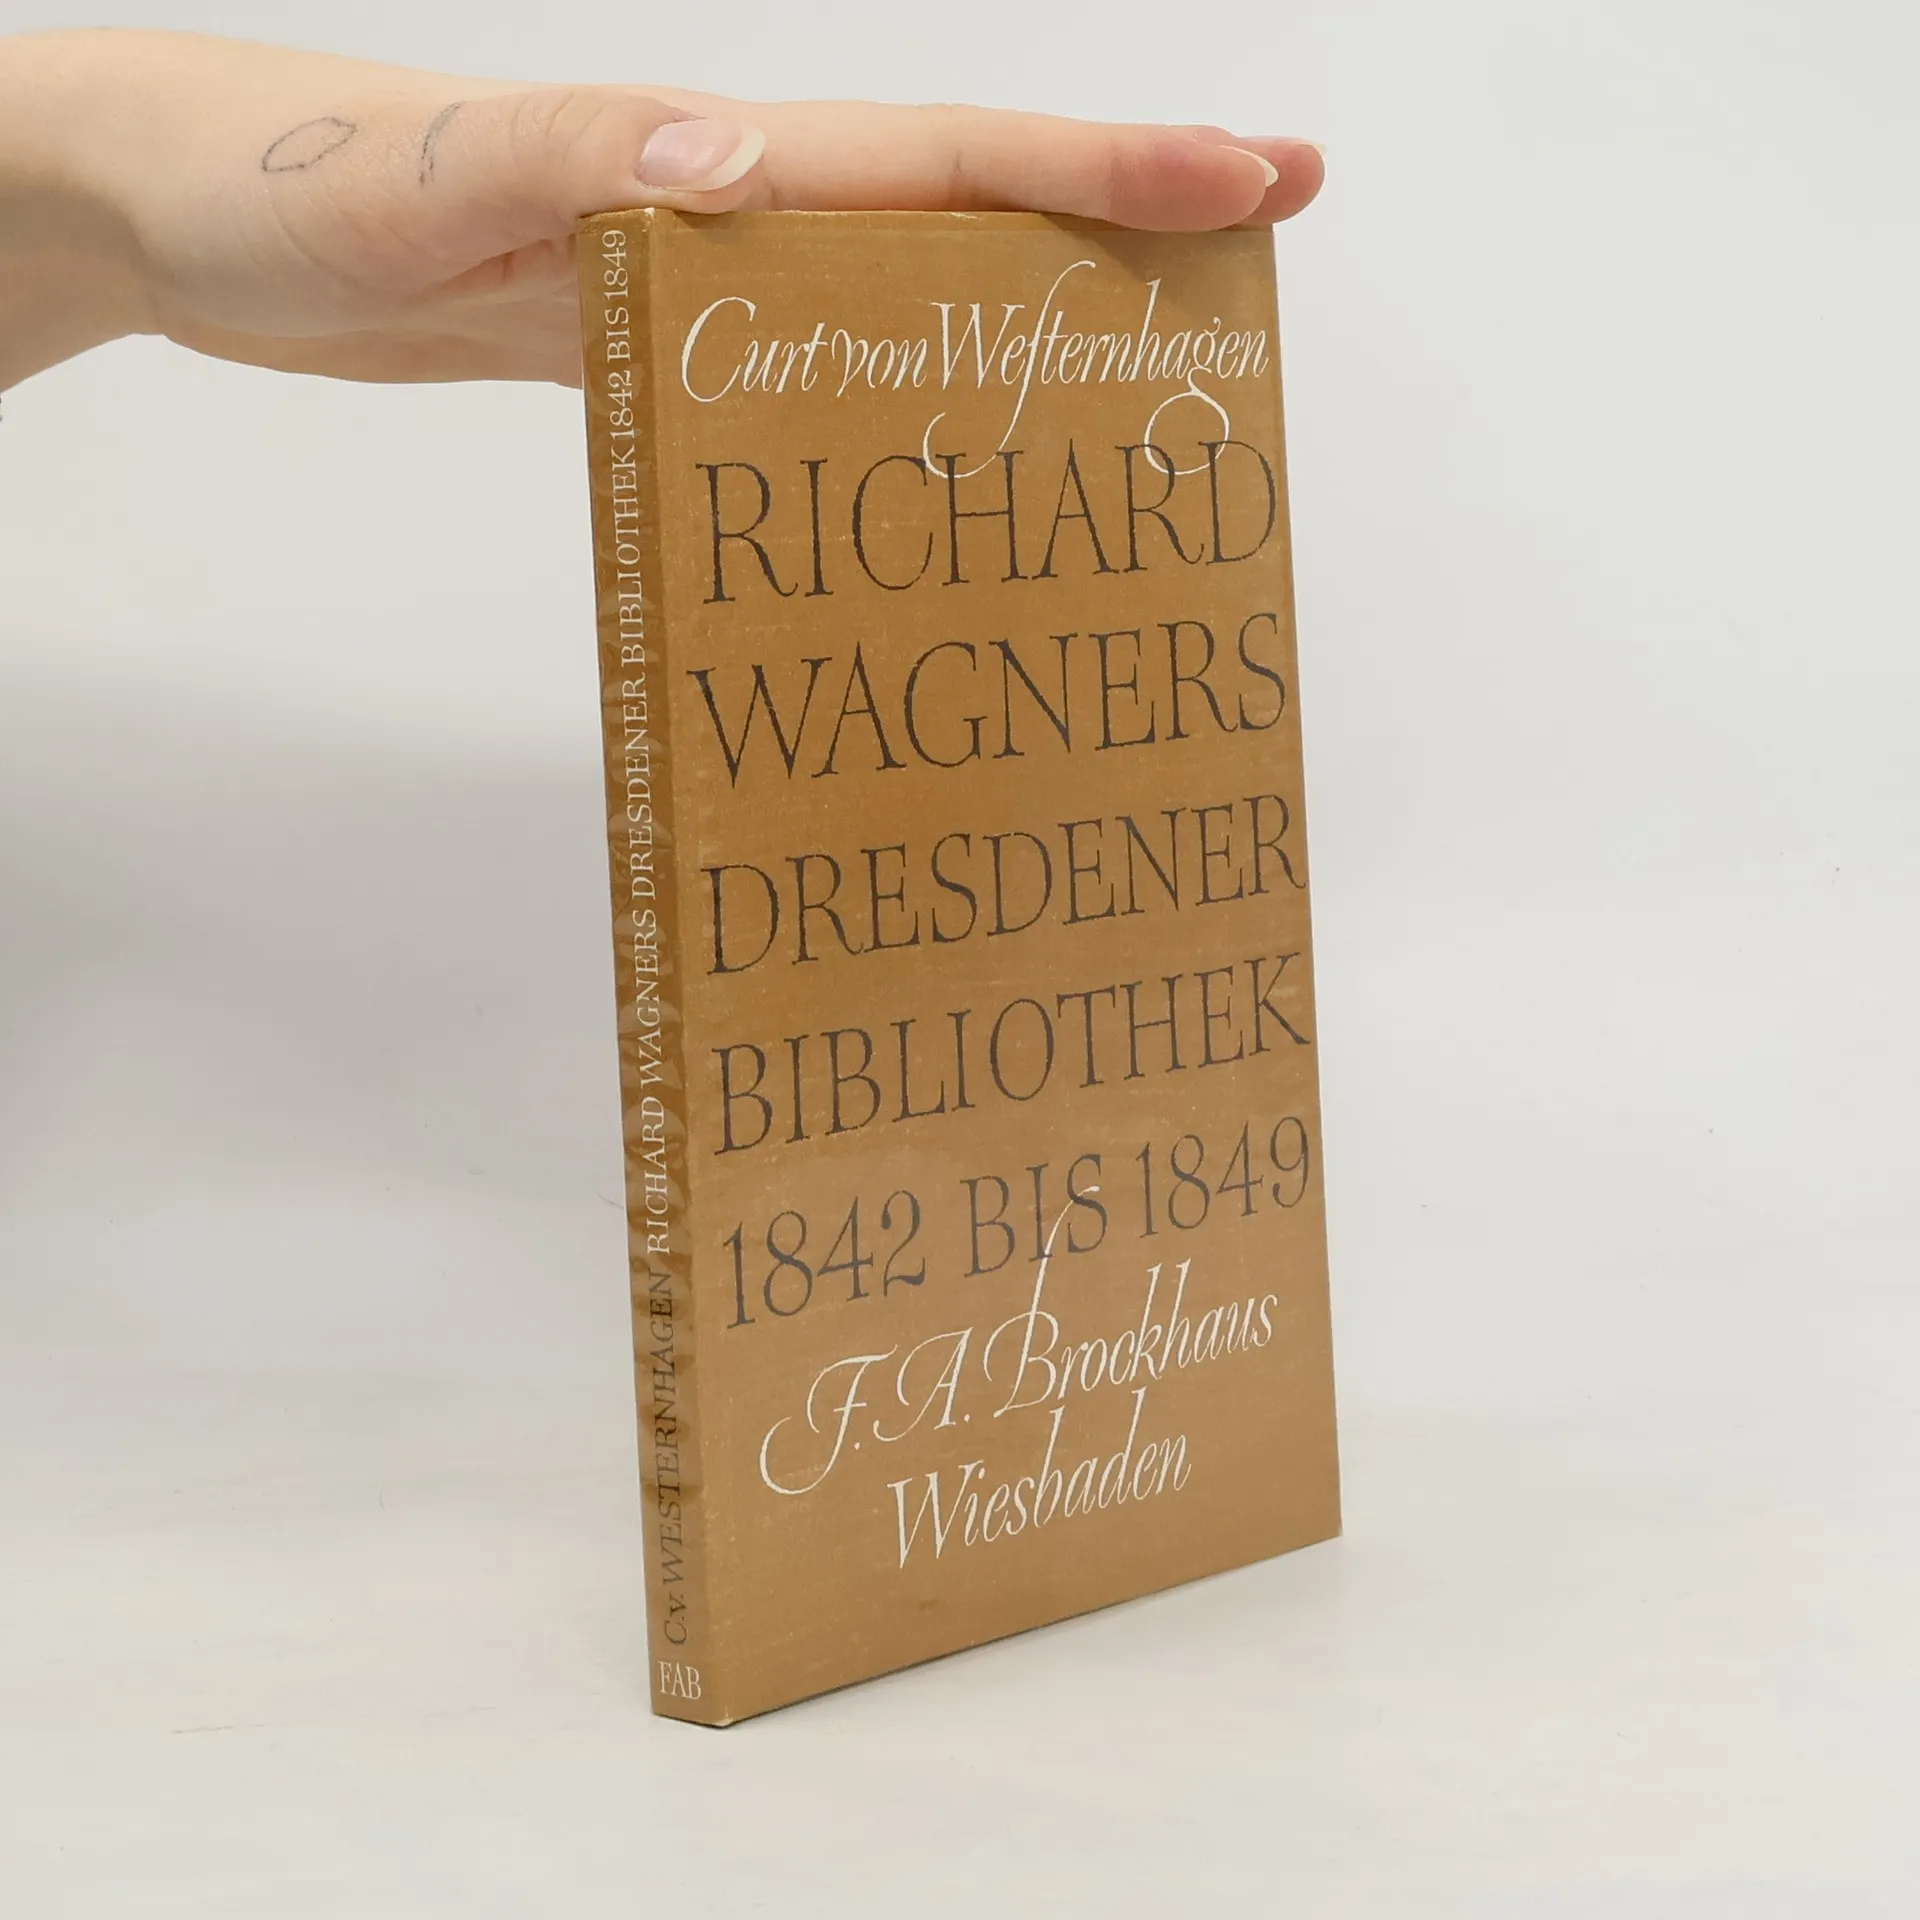 Curt von Weſternhagen
RICHARD
WAGNERS
DRESDENER
BIBLIOTHEK
1842 BIS 1849
F. A. Brockhaus
Wiesbaden
C.v. WESTERNHAGEN RICHARD WAGNERS DRESDENER BIBLIOTHEK 1842 BIS 1849
FAB